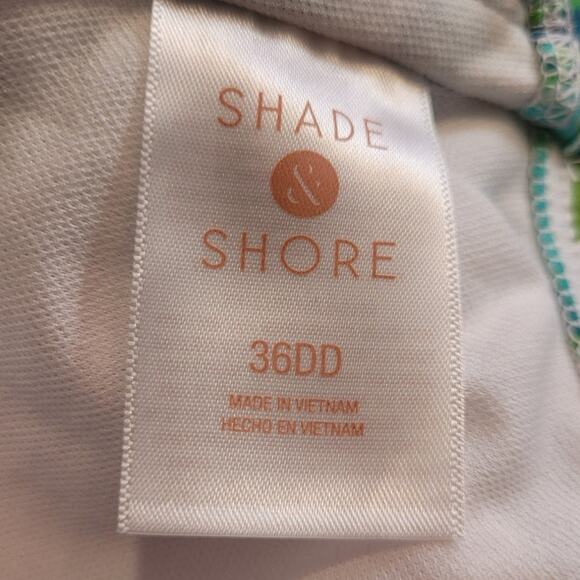 SHADE
&
SHORE
36DD
MADE IN VIETNAM
HECHO EN VIETNAM